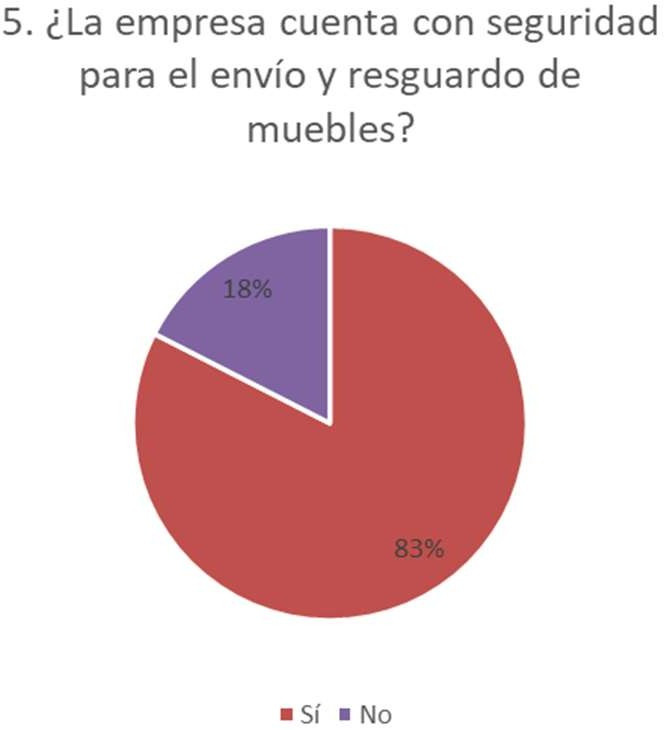 5. ¿La empresa cuenta con seguridad
para el envío y resguardo de
muebles?
18%
83%
Sí No